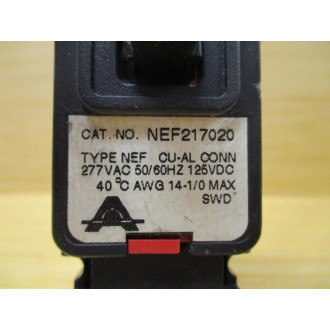 CAT. NO. NEF217020
TYPE NEF CU-AL CONN
277VAC 50/60HZ 125VDC
40 °C AWG 14-1/0 MAX
SWD